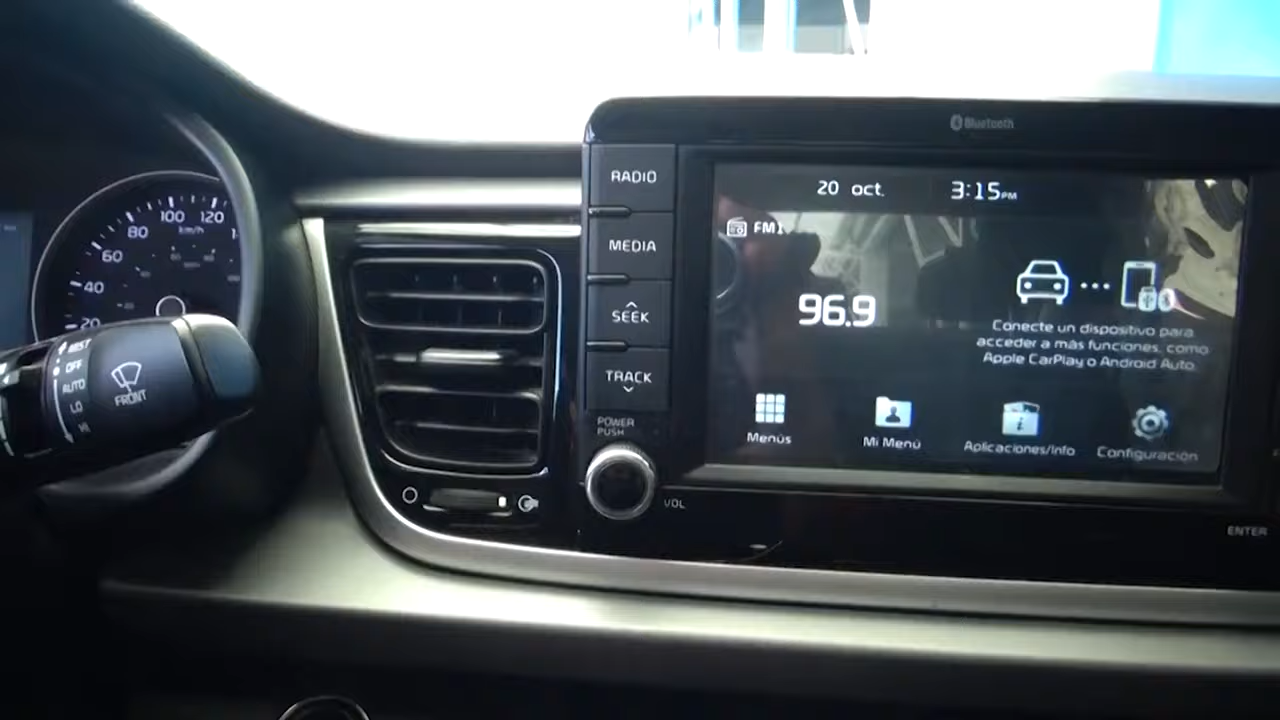 Bluetooth
RADIO
MEDIA
SEEK
TRACK
POWER
PUSH
VOL
ENTER
20 oct.
3:15PM
FM1
96.9
Conecte un dispositivo para
acceder a más funciones, como
Apple CarPlay o Android Auto.
Menús
Mi Menú
Aplicaciones/Info
Configuración
20
40
60
80
100
120
km/h
OFF
AUTO
LO
HI
FRONT